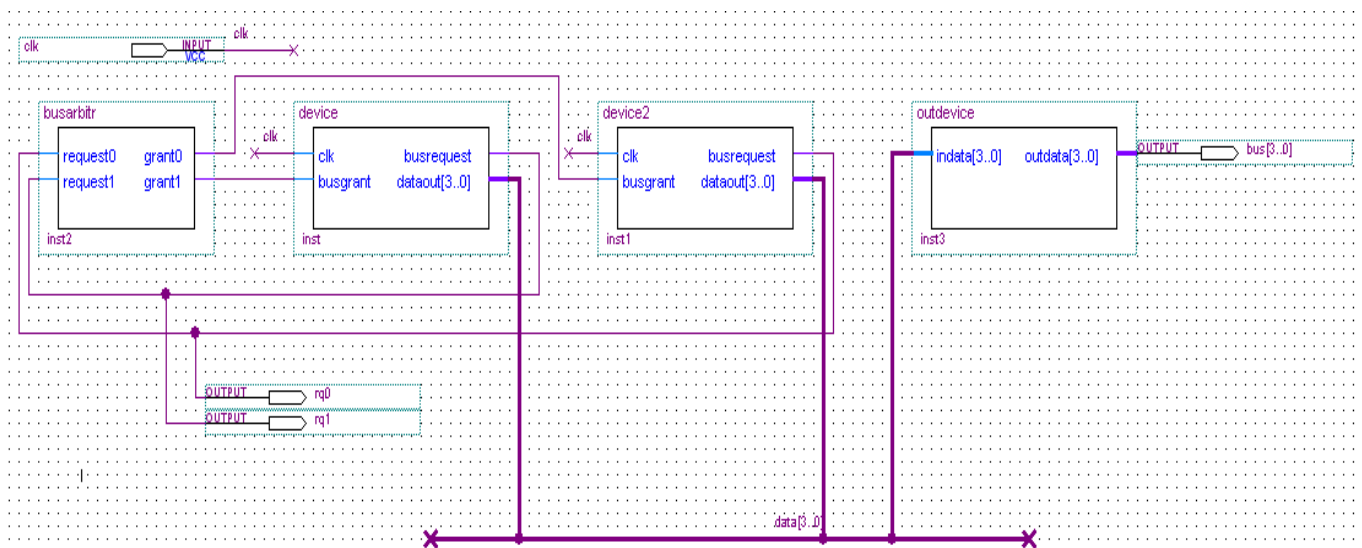 clk
clk INPUT
VCC
busarbitr device device2 outdevice
clk clk
request0 grant0 clk busrequest clk busrequest indata[3..0] outdata[3..0] OUTPUT bus[3..0]
request1 grant1 busgrant dataout[3..0] busgrant dataout[3..0]
inst2 inst inst1 inst3
OUTPUT rq0
OUTPUT rq1
data[3..0]